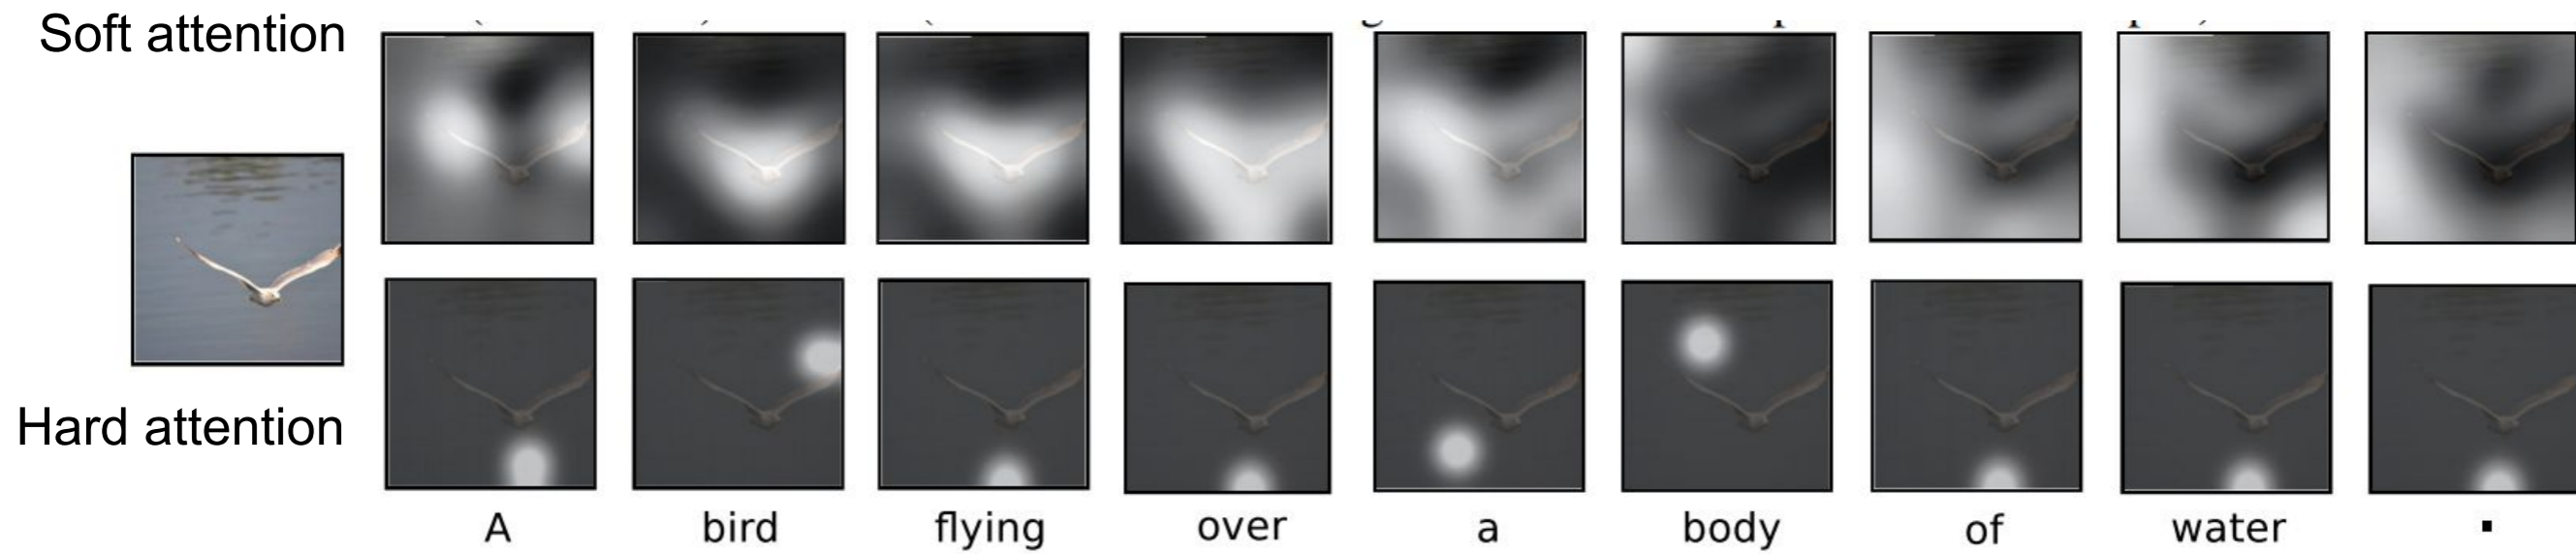 Soft attention
Hard attention
A bird flying over a body of water .